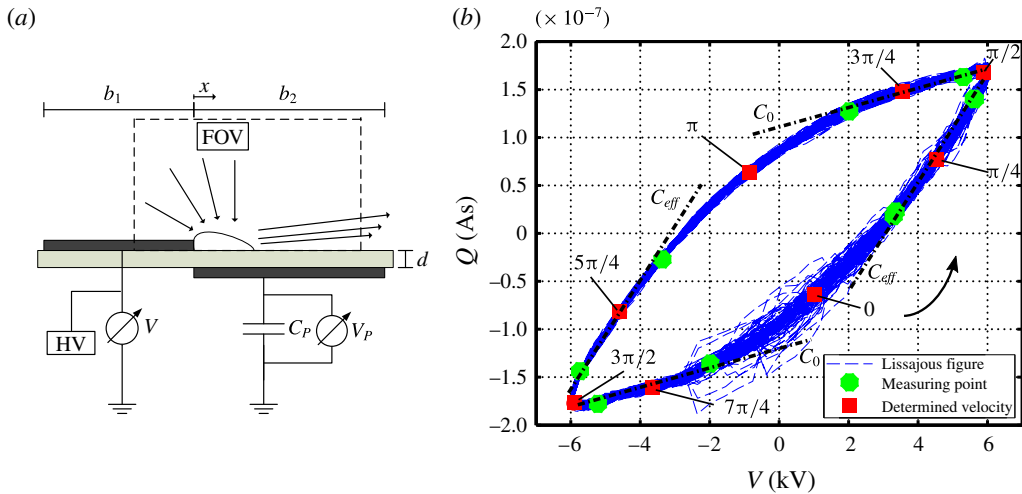 (a)
b1
x
b2
FOV
d
HV
V
CP
VP
(b)
(× 10−7)
2.0
1.5
1.0
0.5
0
−0.5
−1.0
−1.5
−2.0
Q (As)
−6 −4 −2 0 2 4 6
V (kV)
3π/4
π/2
C0
π
π/4
Ceff
5π/4
Ceff
0
3π/2
C0
7π/4
Lissajous figure
Measuring point
Determined velocity